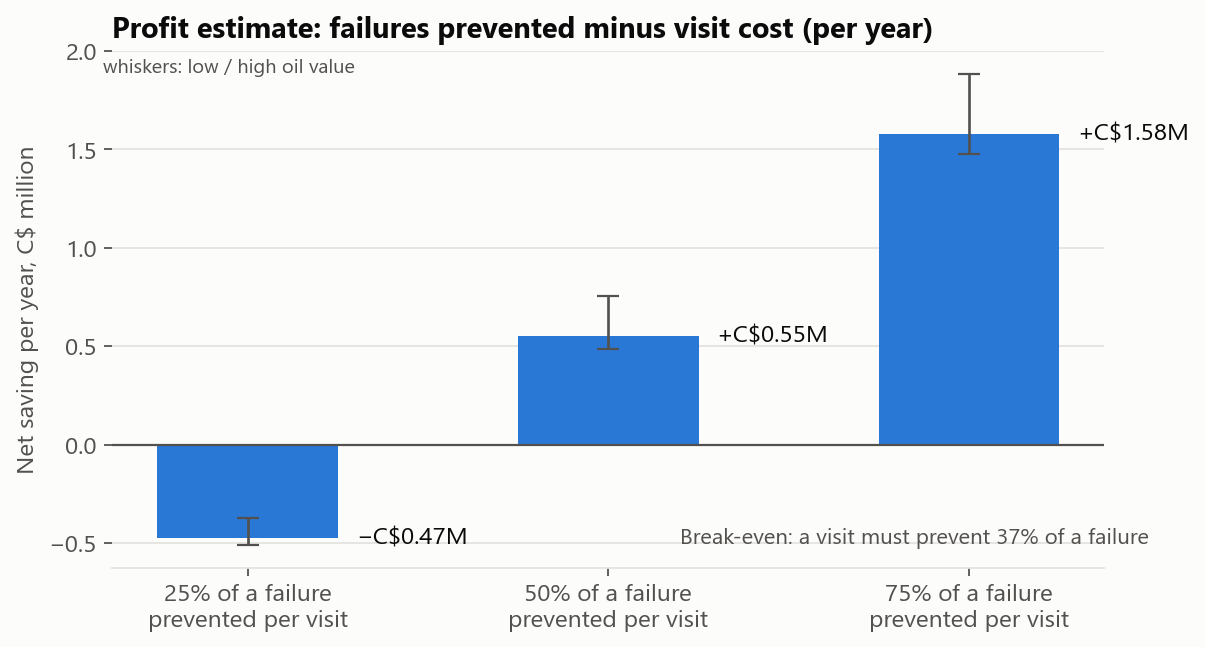 Profit estimate: failures prevented minus visit cost (per year)
whiskers: low / high oil value
Net saving per year, C$ million
2.0
1.5
1.0
0.5
0.0
−0.5
+C$1.58M
+C$0.55M
−C$0.47M
Break-even: a visit must prevent 37% of a failure
25% of a failure
prevented per visit
50% of a failure
prevented per visit
75% of a failure
prevented per visit